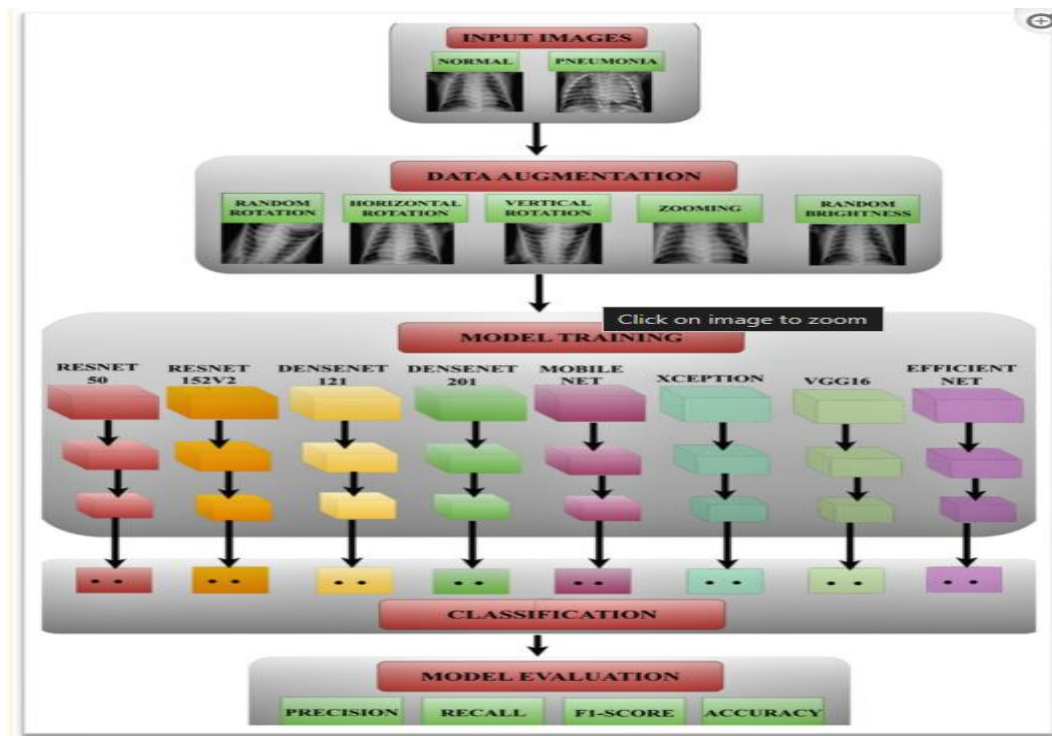 INPUT IMAGES
NORMAL
PNEUMONIA
DATA AUGMENTATION
RANDOM
ROTATION
HORIZONTAL
ROTATION
VERTICAL
ROTATION
ZOOMING
RANDOM
BRIGHTNESS
Click on image to zoom
MODEL TRAINING
RESNET
50
RESNET
152V2
DENSENET
121
DENSENET
201
MOBILE
NET
XCEPTION
VGG16
EFFICIENT
NET
CLASSIFICATION
MODEL EVALUATION
PRECISION
RECALL
F1-SCORE
ACCURACY